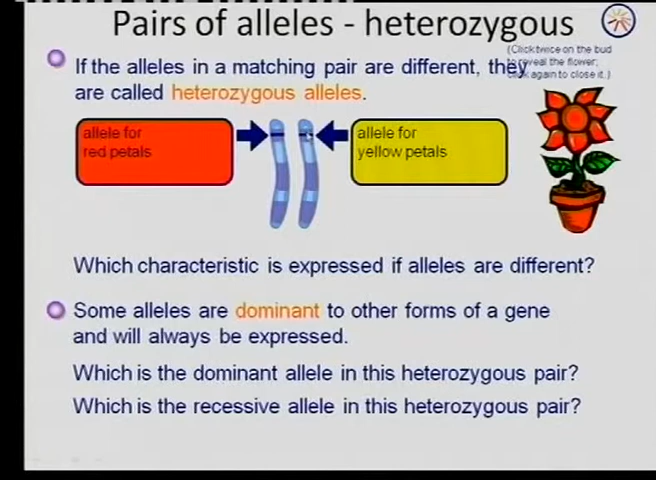 Pairs of alleles - heterozygous
(Click twice on the bud
to reveal the flower;
click again to close it.)
If the alleles in a matching pair are different, they
are called heterozygous alleles.
allele for
red petals
allele for
yellow petals
Which characteristic is expressed if alleles are different?
Some alleles are dominant to other forms of a gene
and will always be expressed.
Which is the dominant allele in this heterozygous pair?
Which is the recessive allele in this heterozygous pair?